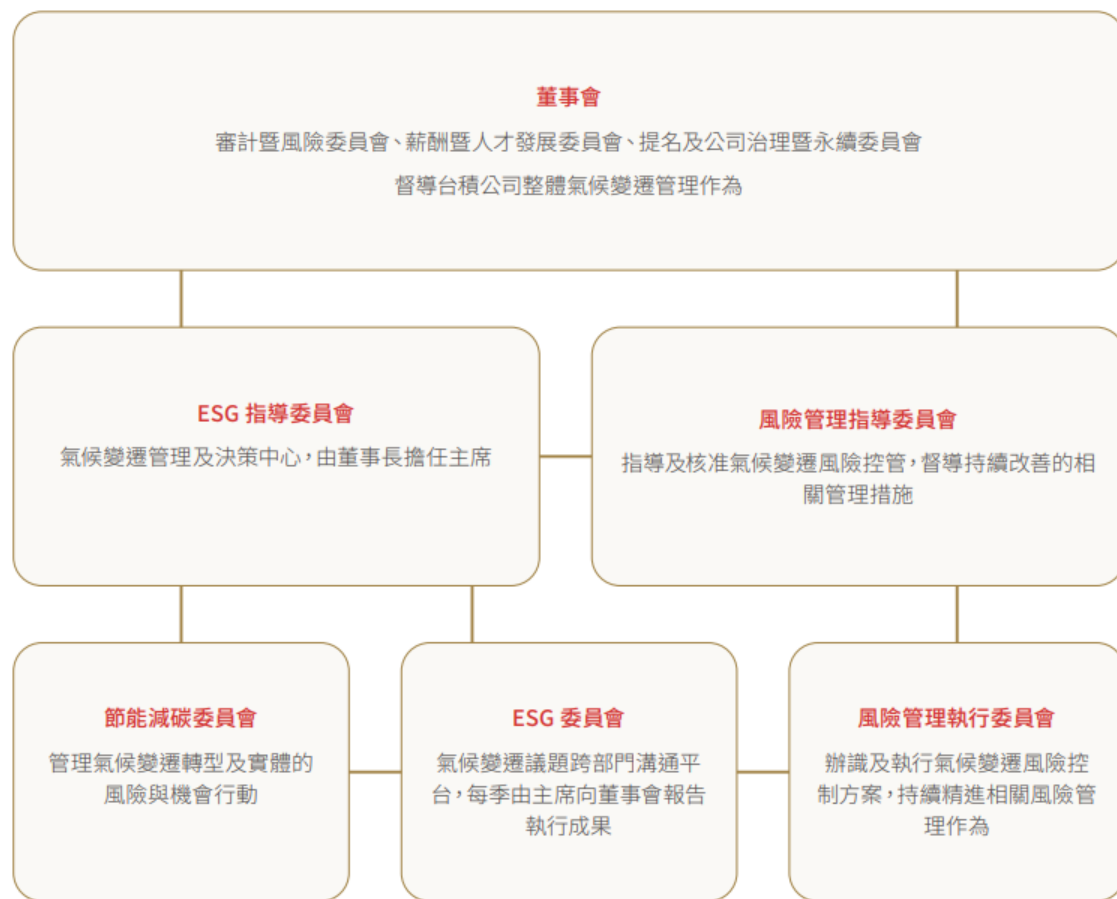 董事會
審計暨風險委員會、薪酬暨人才發展委員會、提名及公司治理暨永續委員會
督導台積公司整體氣候變遷管理作為
ESG 指導委員會
氣候變遷管理及決策中心，由董事長擔任主席
風險管理指導委員會
指導及核准氣候變遷風險控管，督導持續改善的相
關管理措施
節能減碳委員會
管理氣候變遷轉型及實體的
風險與機會行動
ESG 委員會
氣候變遷議題跨部門溝通平
台，每季由主席向董事會報告
執行成果
風險管理執行委員會
辦識及執行氣候變遷風險控
制方案，持續精進相關風險管
理作為